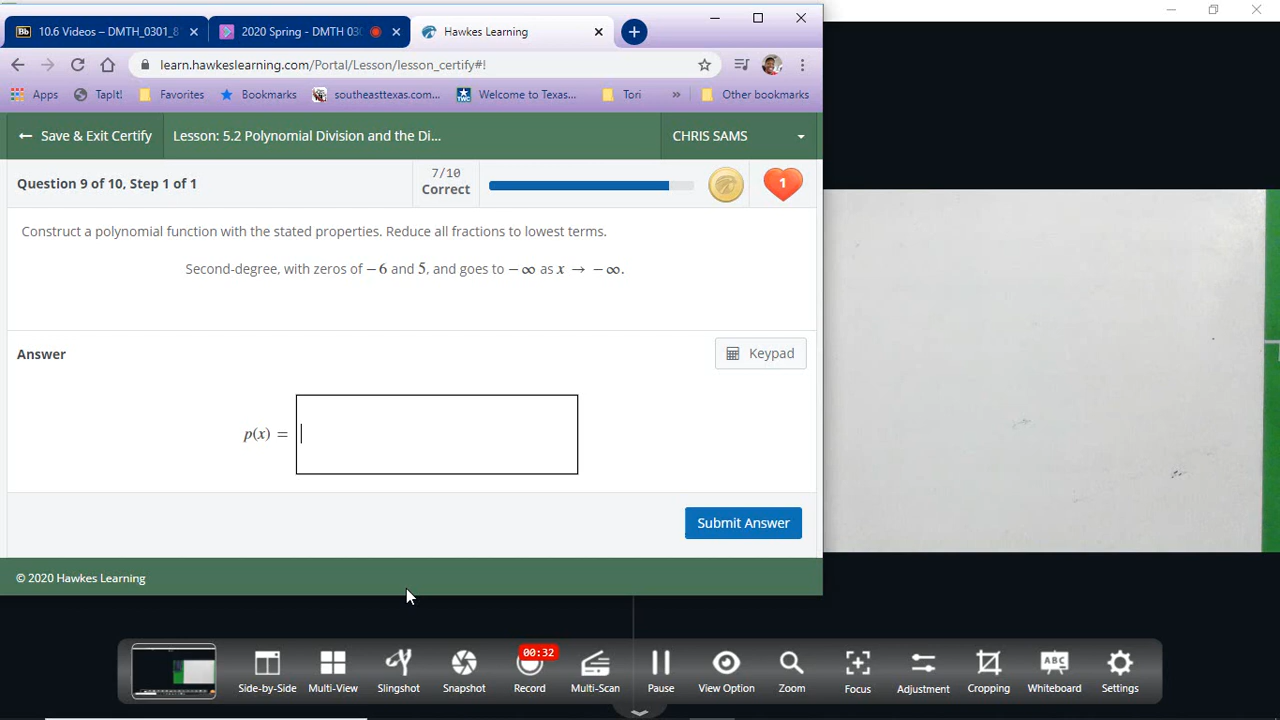 10.6 Videos – DMTH_0301_8
2020 Spring - DMTH 030
Hawkes Learning
learn.hawkeslearning.com/Portal/Lesson/lesson_certify#!
Apps
TapIt!
Favorites
Bookmarks
southeasttexas.com...
Welcome to Texas...
Tori
»
Other bookmarks
← Save & Exit Certify
Lesson: 5.2 Polynomial Division and the Di...
CHRIS SAMS
Question 9 of 10, Step 1 of 1
7/10
Correct
1
Construct a polynomial function with the stated properties. Reduce all fractions to lowest terms.
Second-degree, with zeros of −6 and 5, and goes to −∞ as x → −∞.
Answer
Keypad
p(x) =
Submit Answer
© 2020 Hawkes Learning
00:32
Side-by-Side
Multi-View
Slingshot
Snapshot
Record
Multi-Scan
Pause
View Option
Zoom
Focus
Adjustment
Cropping
ABC
Whiteboard
Settings